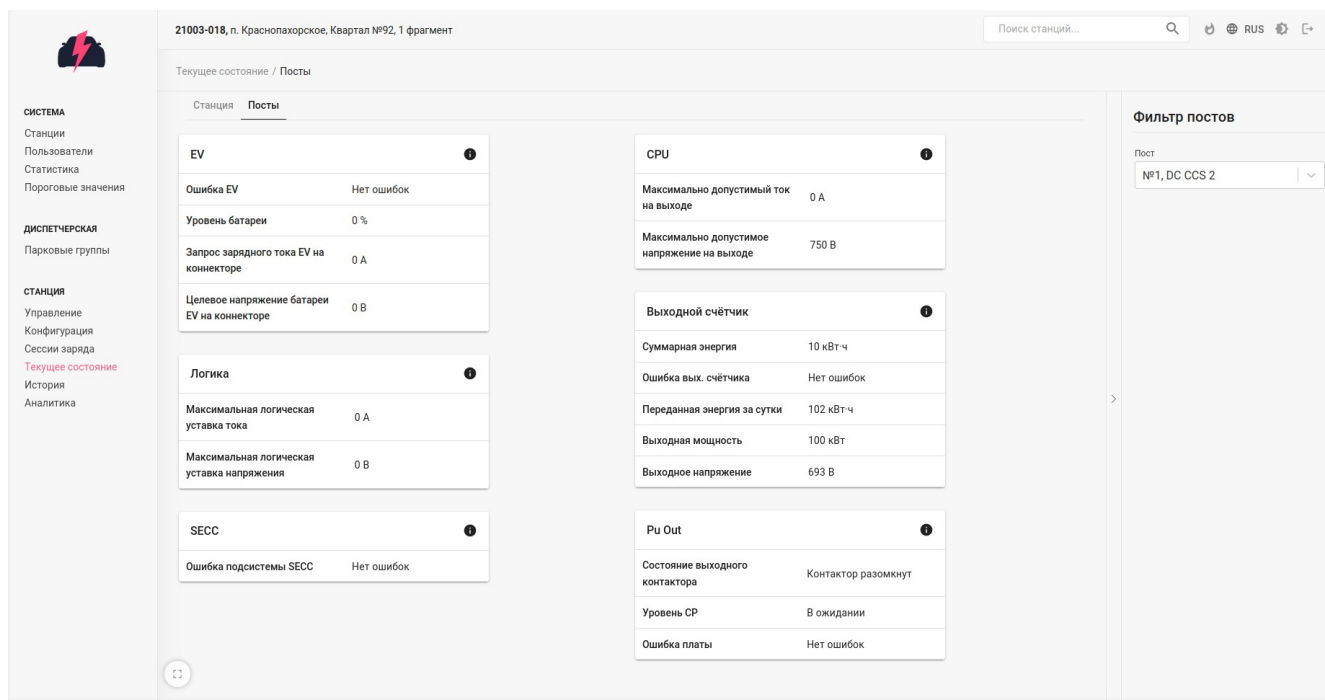 21003-018, п. Краснопахорское, Квартал №92, 1 фрагмент
Поиск станций...
RUS
Текущее состояние / Посты
СИСТЕМА
Станции
Пользователи
Статистика
Пороговые значения
ДИСПЕТЧЕРСКАЯ
Парковые группы
СТАНЦИЯ
Управление
Конфигурация
Сессии заряда
Текущее состояние
История
Аналитика
Станция Посты
EV
Ошибка EV Нет ошибок
Уровень батареи 0 %
Запрос зарядного тока EV на
коннекторе 0 А
Целевое напряжение батареи
EV на коннекторе 0 В
Логика
Максимальная логическая
уставка тока 0 А
Максимальная логическая
уставка напряжения 0 В
SECC
Ошибка подсистемы SECC Нет ошибок
CPU
Максимально допустимый ток
на выходе 0 А
Максимально допустимое
напряжение на выходе 750 В
Выходной счётчик
Суммарная энергия 10 кВт·ч
Ошибка вых. счётчика Нет ошибок
Переданная энергия за сутки 102 кВт·ч
Выходная мощность 100 кВт
Выходное напряжение 693 В
Pu Out
Состояние выходного
контактора Контактор разомкнут
Уровень CP В ожидании
Ошибка платы Нет ошибок
Фильтр постов
Пост
№1, DC CCS 2